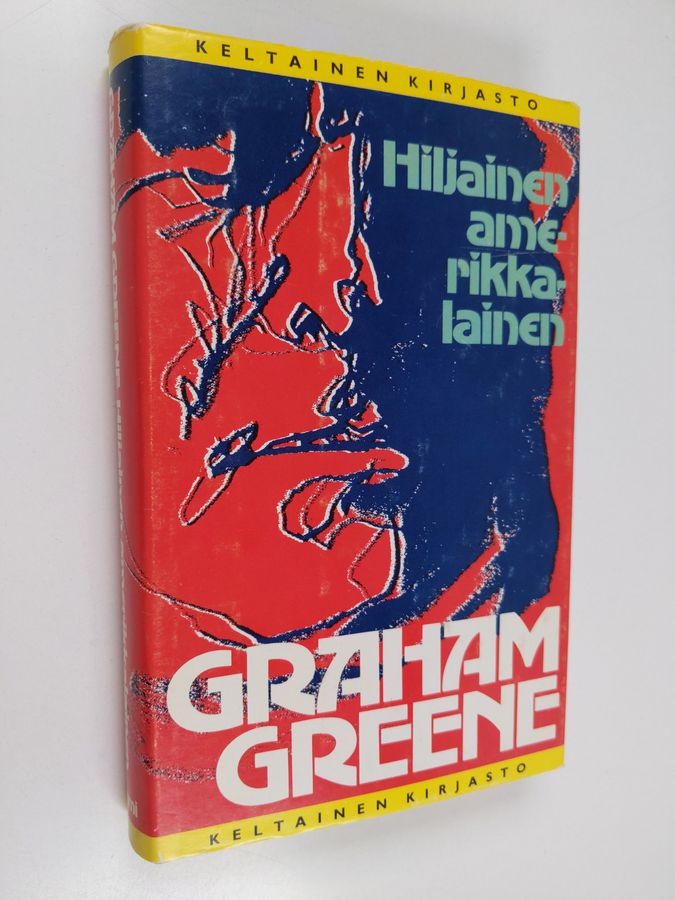 KELTAINEN KIRJASTO
Hiljainen
ame-
rikka-
lainen
GRAHAM
GREENE
KELTAINEN KIRJASTO